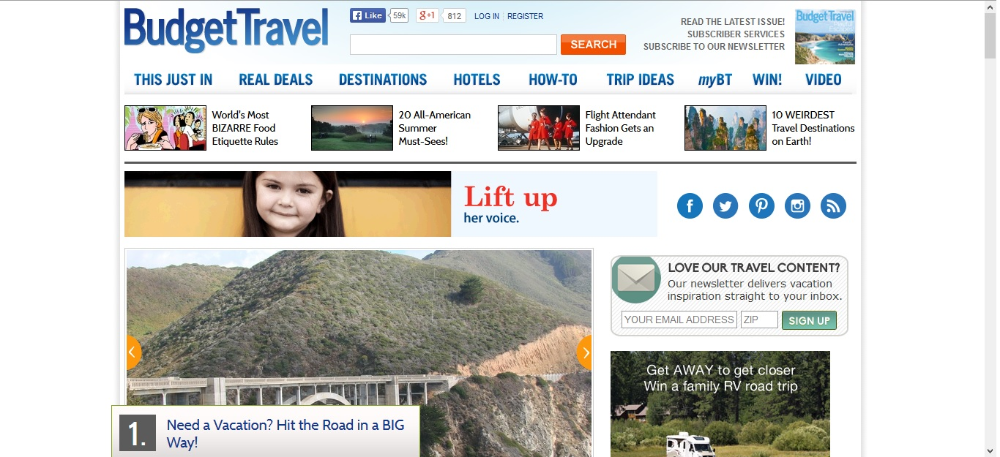 BudgetTravel
Like 59k
g+1 812
LOG IN REGISTER
SEARCH
READ THE LATEST ISSUE!
SUBSCRIBER SERVICES
SUBSCRIBE TO OUR NEWSLETTER
Budget Travel
THIS JUST IN REAL DEALS DESTINATIONS HOTELS HOW-TO TRIP IDEAS myBT WIN! VIDEO
World's Most
BIZARRE Food
Etiquette Rules
20 All-American
Summer
Must-Sees!
Flight Attendant
Fashion Gets an
Upgrade
10 WEIRDEST
Travel Destinations
on Earth!
Lift up
her voice.
LOVE OUR TRAVEL CONTENT?
Our newsletter delivers vacation
inspiration straight to your inbox.
YOUR EMAIL ADDRESS ZIP SIGN UP
Get AWAY to get closer
Win a family RV road trip
1.
Need a Vacation? Hit the Road in a BIG
Way!